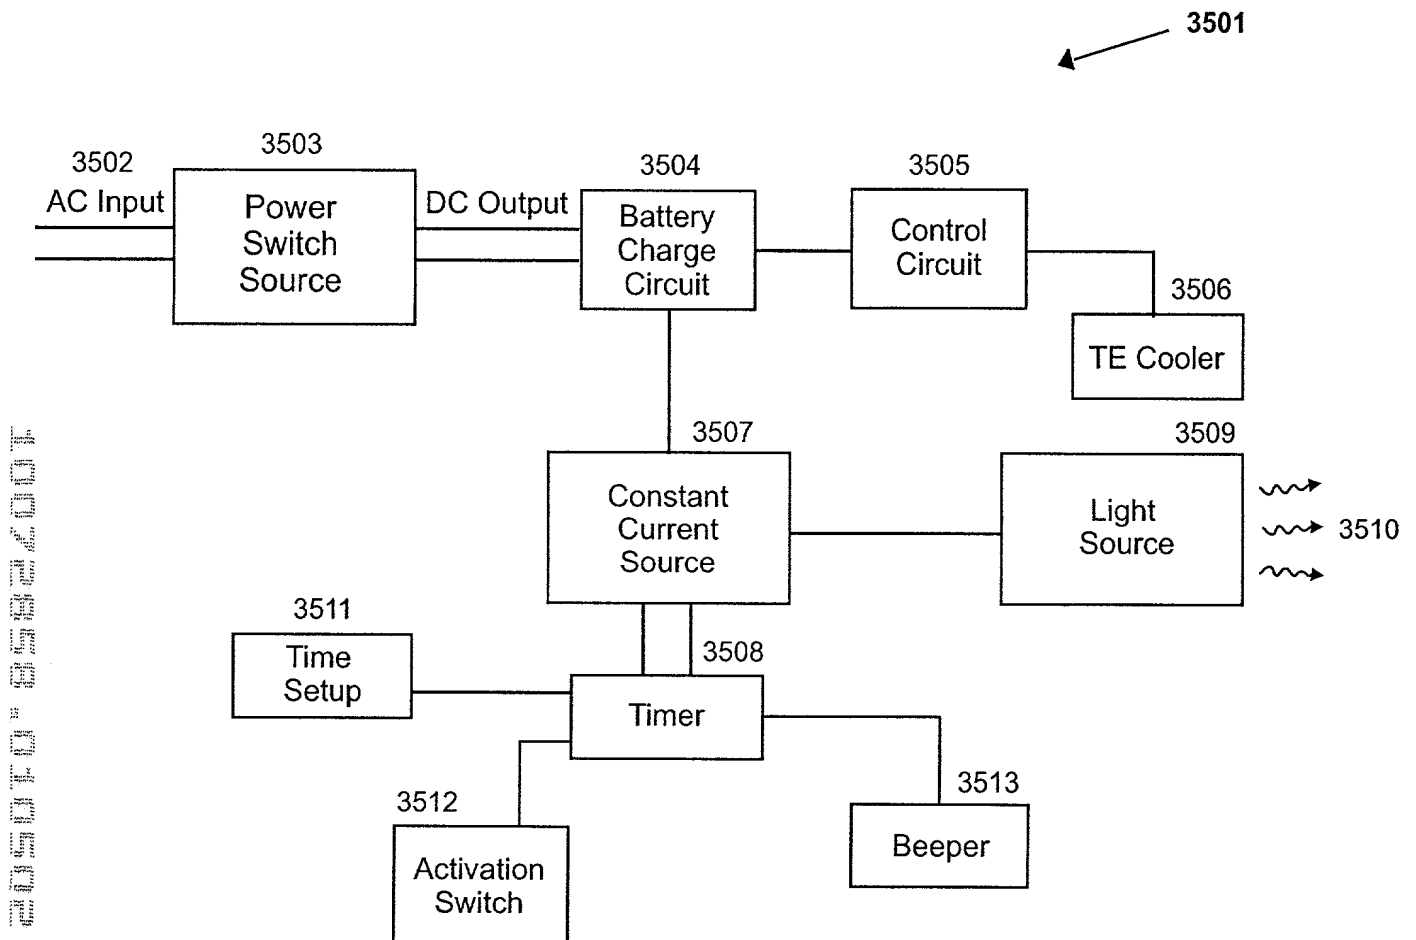 3501
3502
AC Input
3503
Power
Switch
Source
DC Output
3504
Battery
Charge
Circuit
3505
Control
Circuit
3506
TE Cooler
3507
Constant
Current
Source
3509
Light
Source
3510
3511
Time
Setup
3508
Timer
3512
Activation
Switch
3513
Beeper
10072858.010502